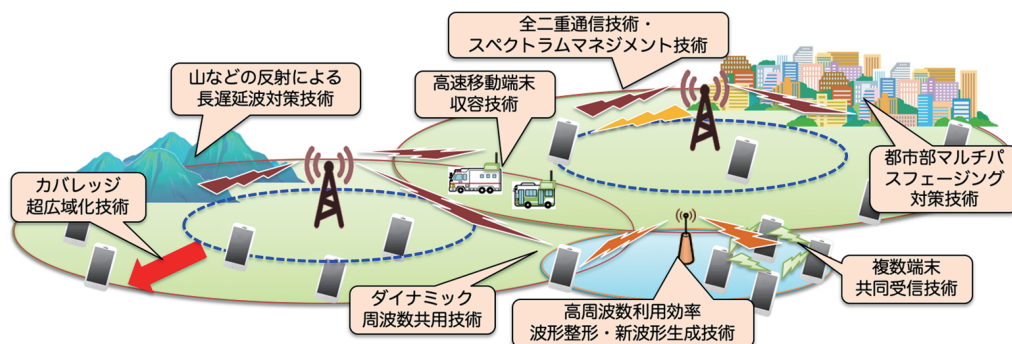 全二重通信技術・
スペクトラムマネジメント技術
山などの反射による
長遅延波対策技術
高速移動端末
収容技術
カバレッジ
超広域化技術
都市部マルチパ
スフェージング
対策技術
ダイナミック
周波数共用技術
高周波数利用効率
波形整形・新波形生成技術
複数端末
共同受信技術